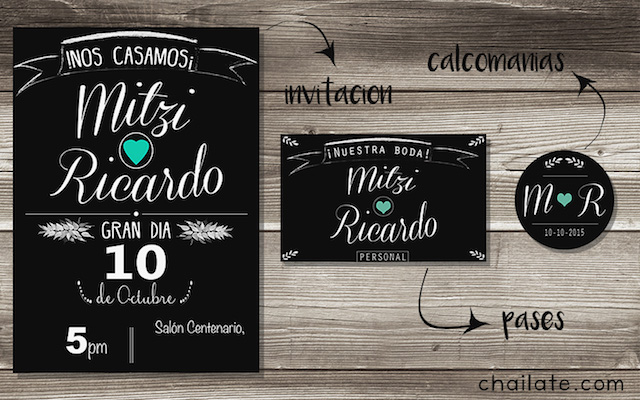 !NOS CASAMOS¡
Mitzi
Ricardo
GRAN DIA
10
de Octubre
5pm
Salón Centenario,
invitacion
¡NUESTRA BODA!
Mitzi
Ricardo
PERSONAL
pases
calcomanias
M R
10-10-2015
chailate.com